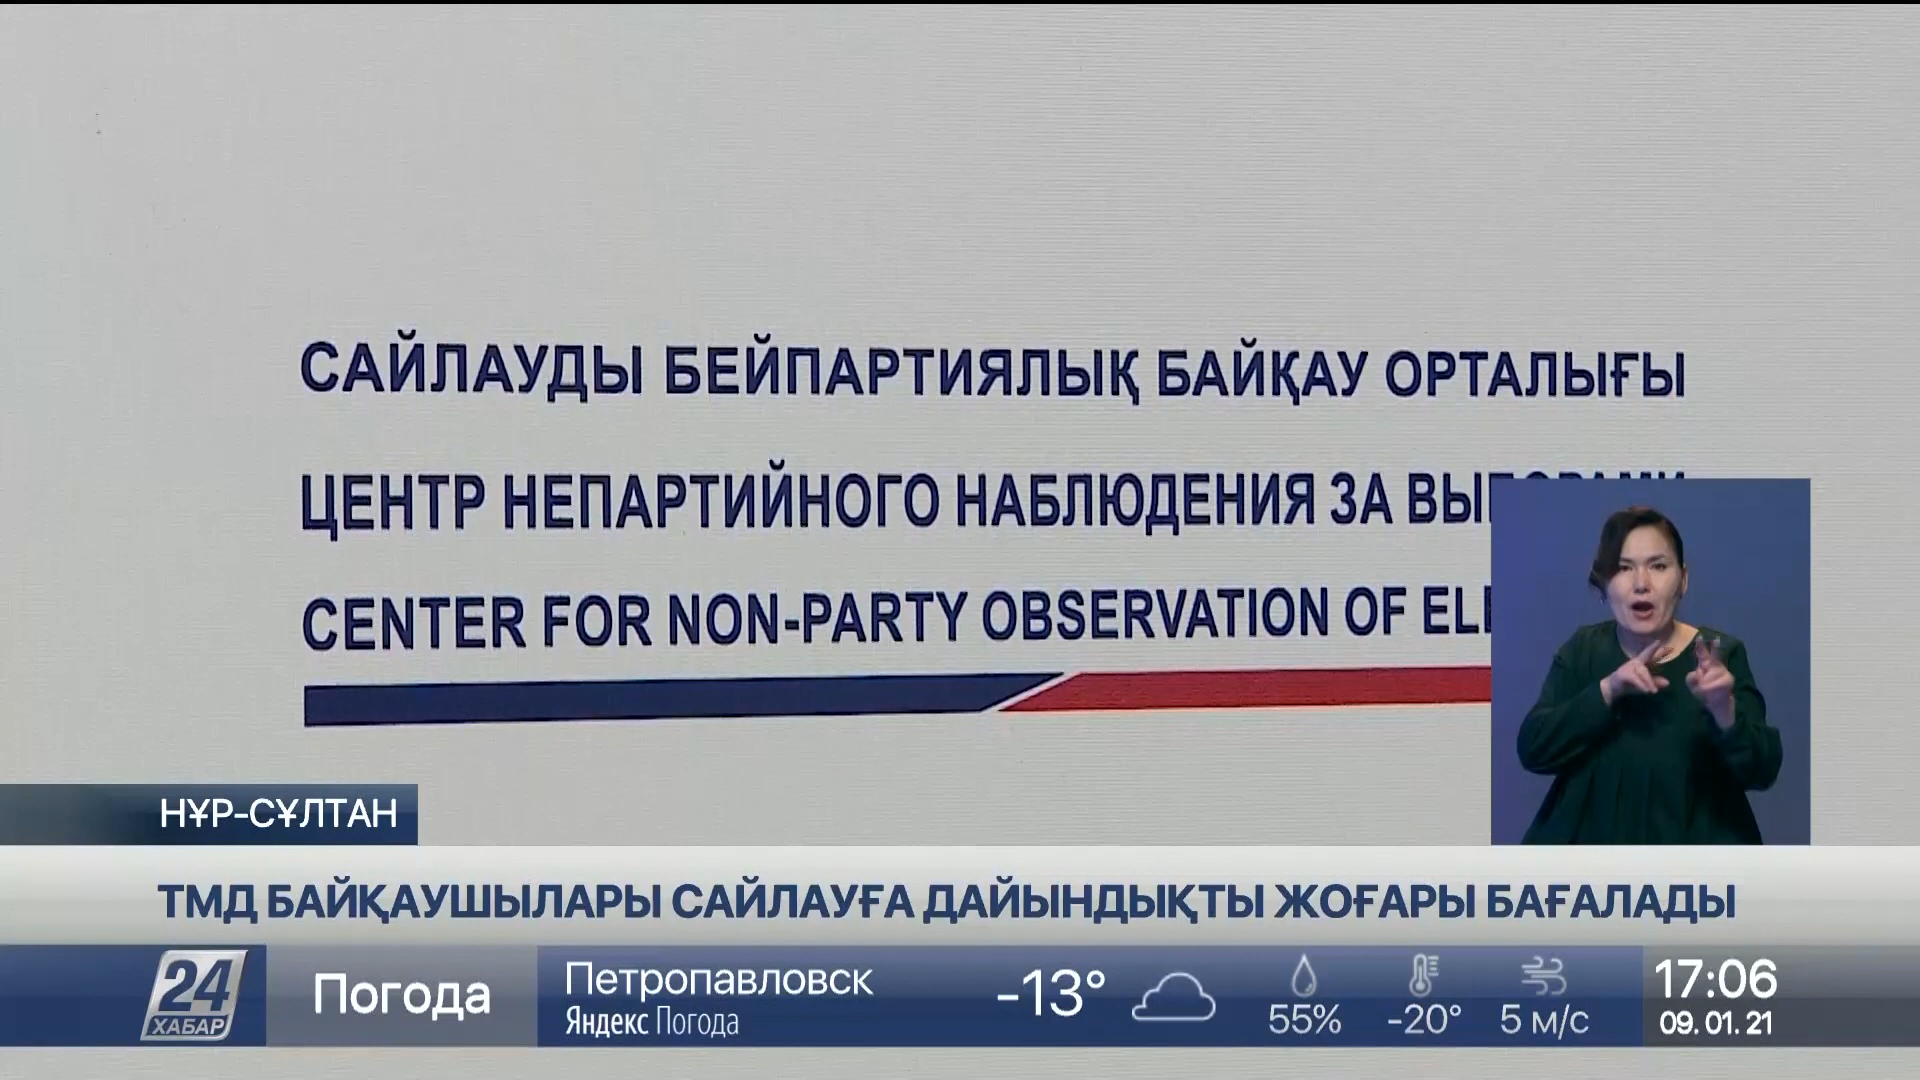 САЙЛАУДЫ БЕЙПАРТИЯЛЫҚ БАЙҚАУ ОРТАЛЫҒЫ
ЦЕНТР НЕПАРТИЙНОГО НАБЛЮДЕНИЯ ЗА
CENTER FOR NON-PARTY OBSERVATION OF
НҰР-СҰЛТАН
ТМД БАЙҚАУШЫЛАРЫ САЙЛАУҒА ДАЙЫНДЫҚТЫ ЖОҒАРЫ БАҒАЛАДЫ
24 ХАБАР
Погода
Петропавловск
Яндекс Погода
-13°
55%
-20°
5 м/с
17:06
09. 01. 21